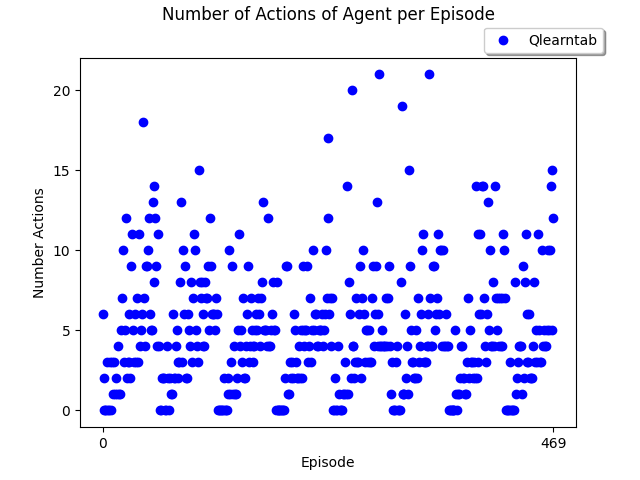 Number of Actions of Agent per Episode
Qlearntab
Number Actions
20
15
10
5
0
0 469
Episode